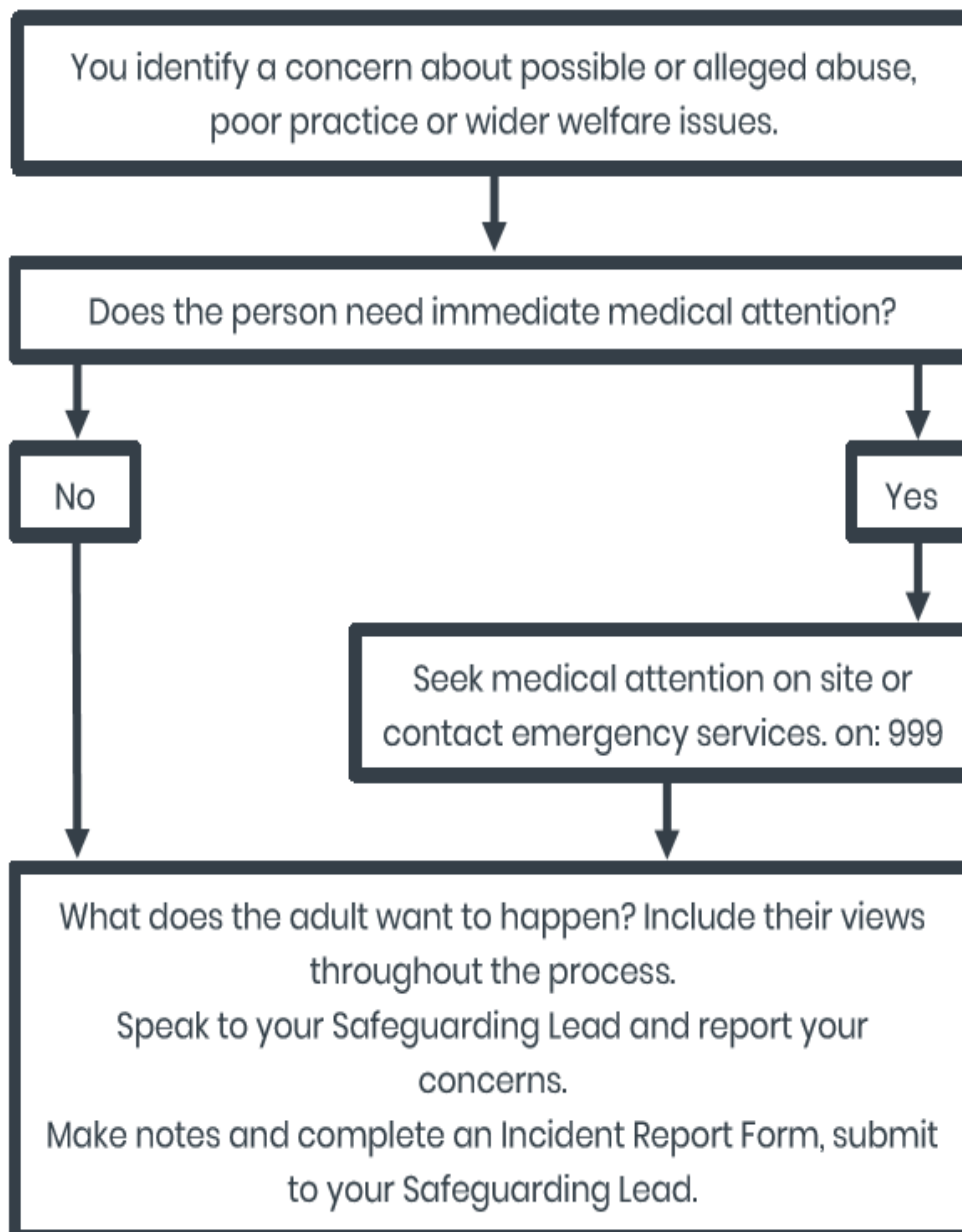 You identify a concern about possible or alleged abuse,
poor practice or wider welfare issues.
Does the person need immediate medical attention?
No
Yes
Seek medical attention on site or
contact emergency services. on: 999
What does the adult want to happen? Include their views
throughout the process.
Speak to your Safeguarding Lead and report your
concerns.
Make notes and complete an Incident Report Form, submit
to your Safeguarding Lead.